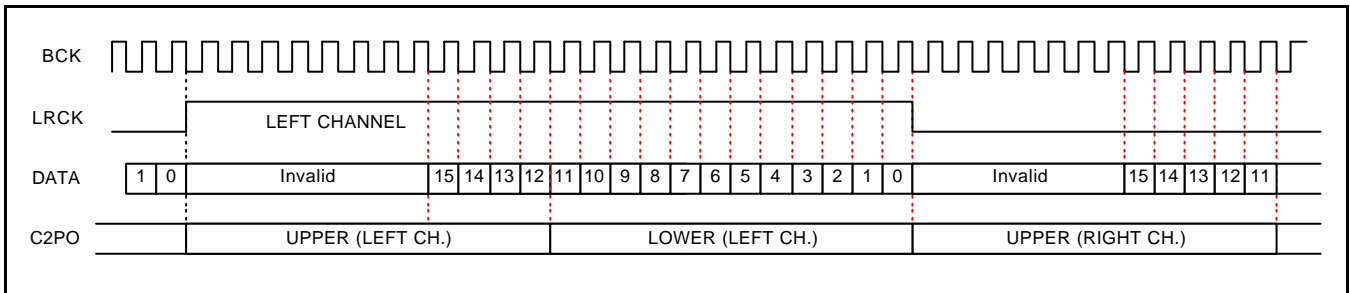 BCK
LRCK LEFT CHANNEL
DATA 1 0 Invalid 15 14 13 12 11 10 9 8 7 6 5 4 3 2 1 0 Invalid 15 14 13 12 11
C2PO UPPER (LEFT CH.) LOWER (LEFT CH.) UPPER (RIGHT CH.)